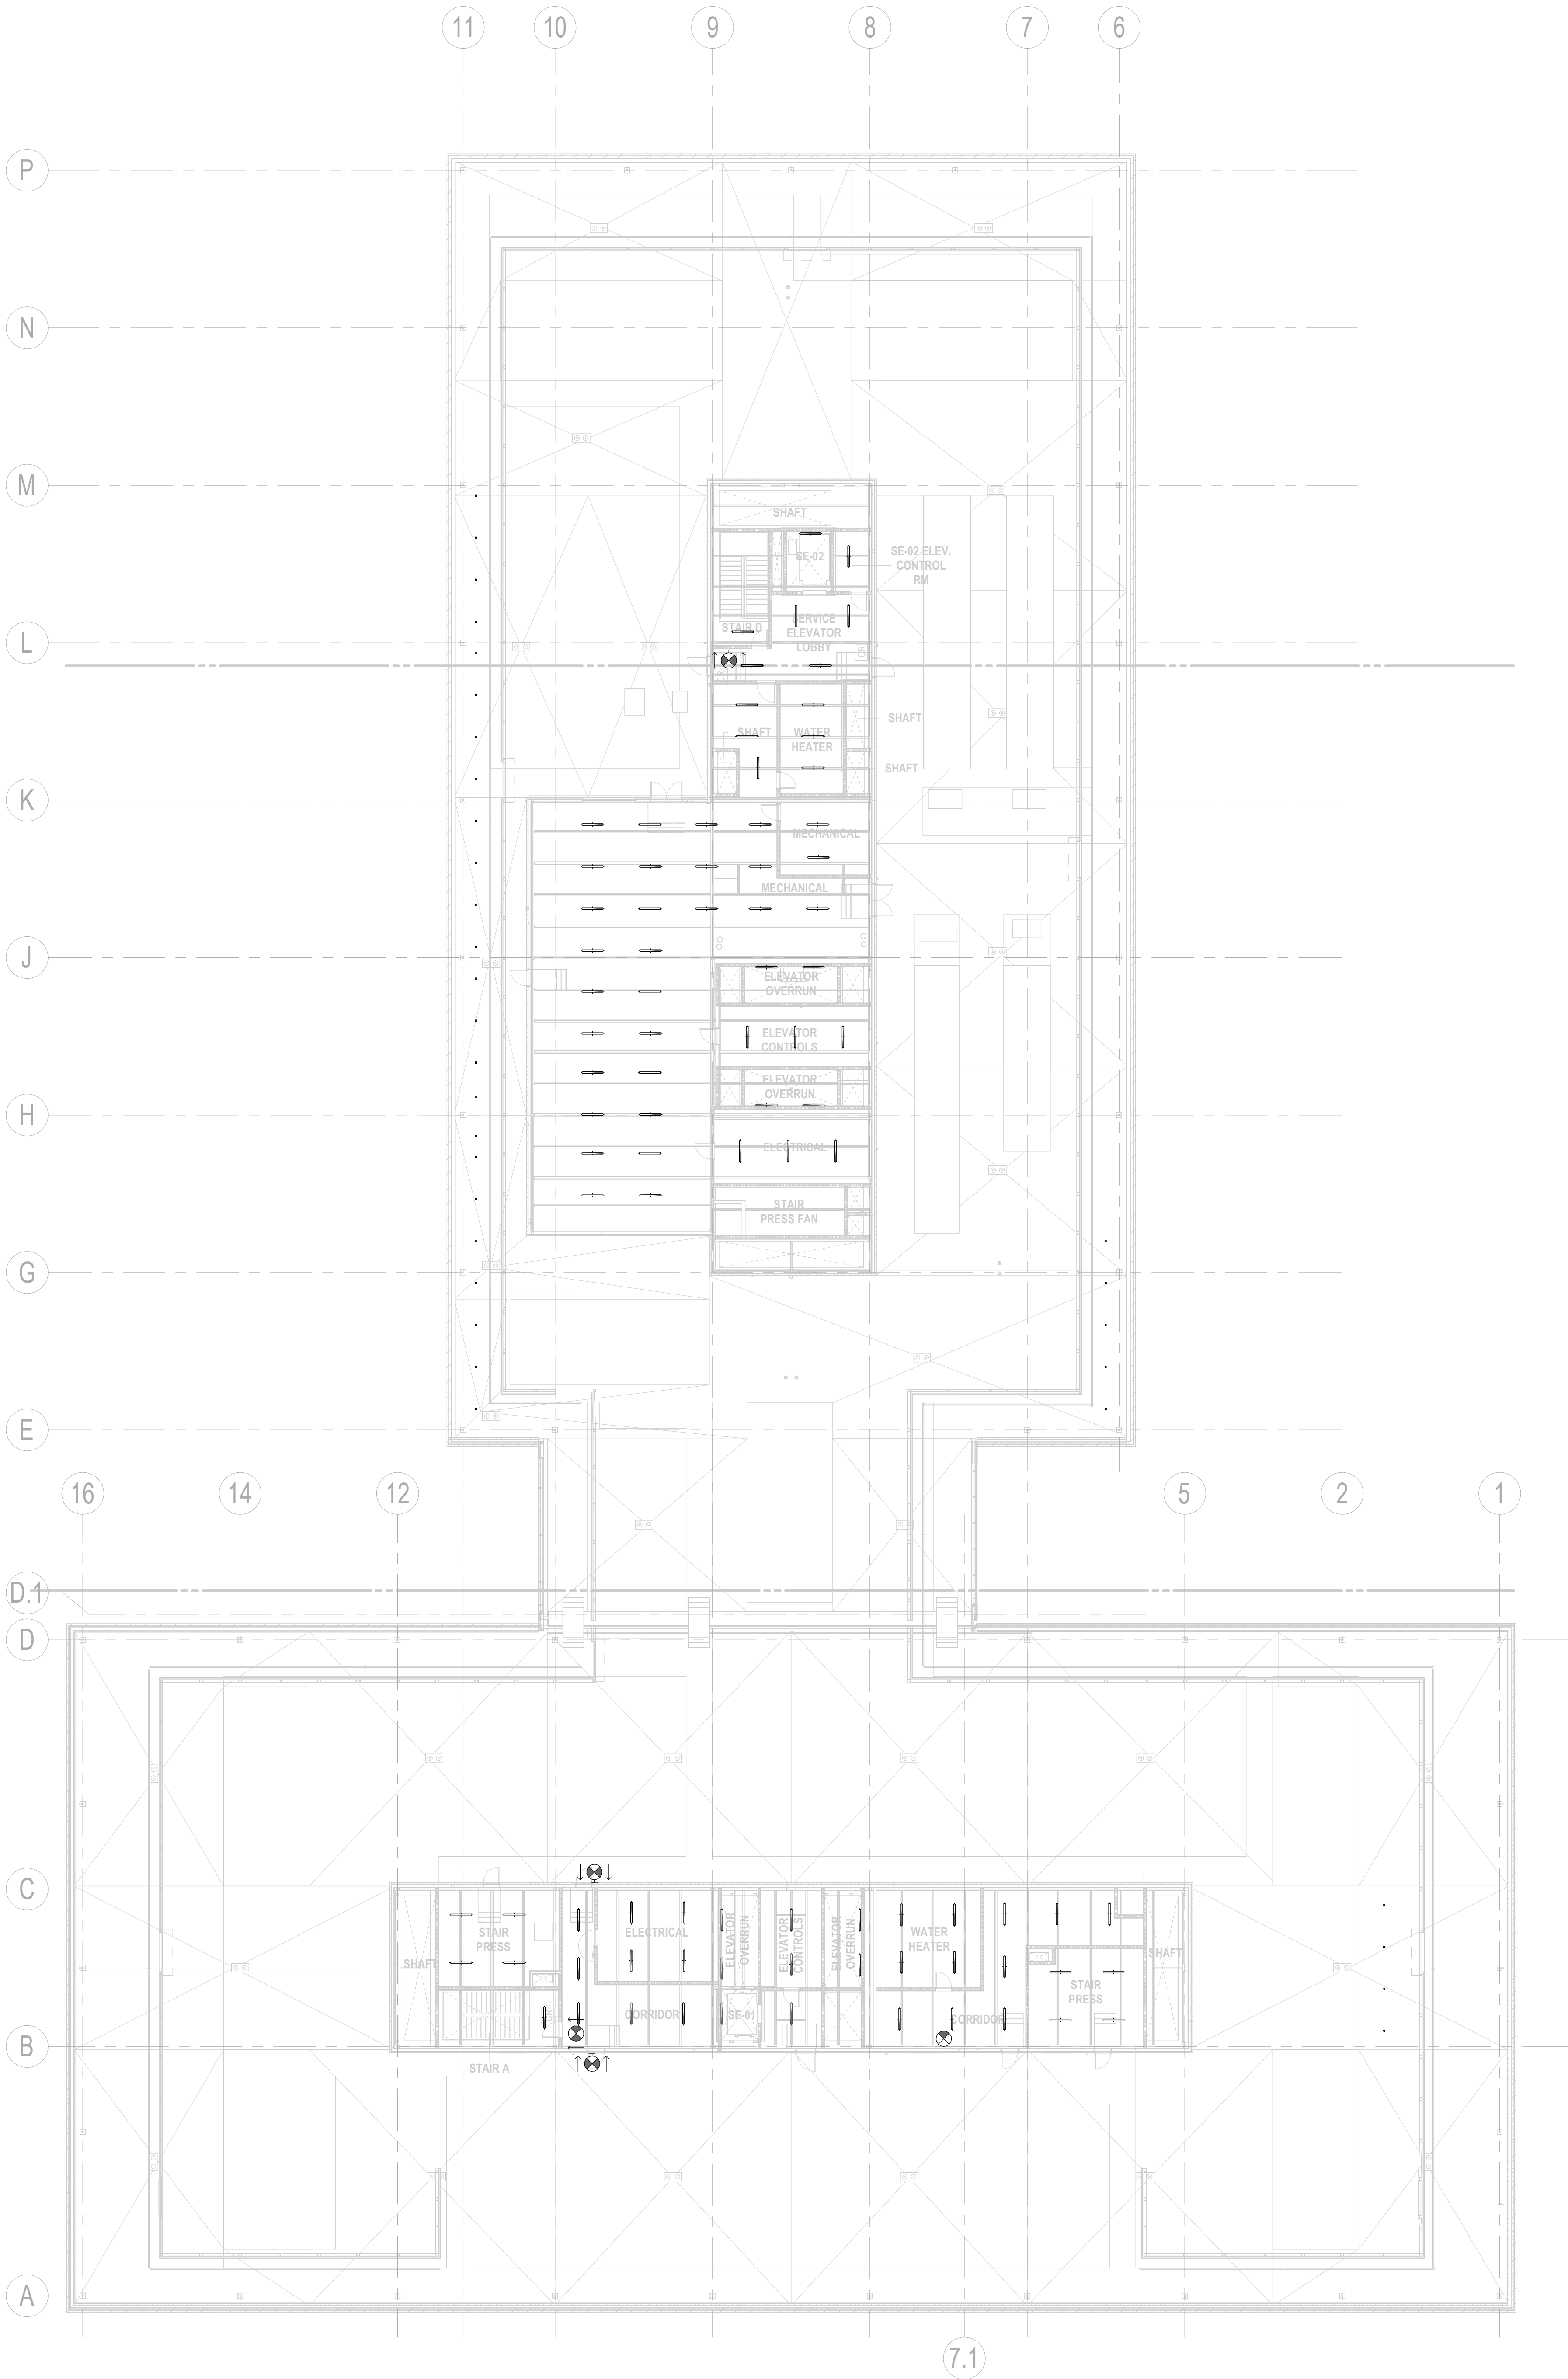 11
10
9
8
7
6
P
N
M
SHAFT
SE-02
SE-02 ELEV.
CONTROL
RM
L
STAIR D
SERVICE
ELEVATOR
LOBBY
SHAFT
SHAFT
WATER
HEATER
SHAFT
K
MECHANICAL
MECHANICAL
J
ELEVATOR
OVERRUN
ELEVATOR
CONTROLS
ELEVATOR
OVERRUN
H
ELECTRICAL
STAIR
PRESS FAN
G
E
16
14
12
5
2
1
D.1
D
C
SHAFT
STAIR
PRESS
ELECTRICAL
ELEVATOR
OVERRUN
ELEVATOR
CONTROLS
ELEVATOR
OVERRUN
WATER
HEATER
SHAFT
STAIR
PRESS
CORRIDOR
SE-01
CORRIDOR
B
STAIR A
A
7.1